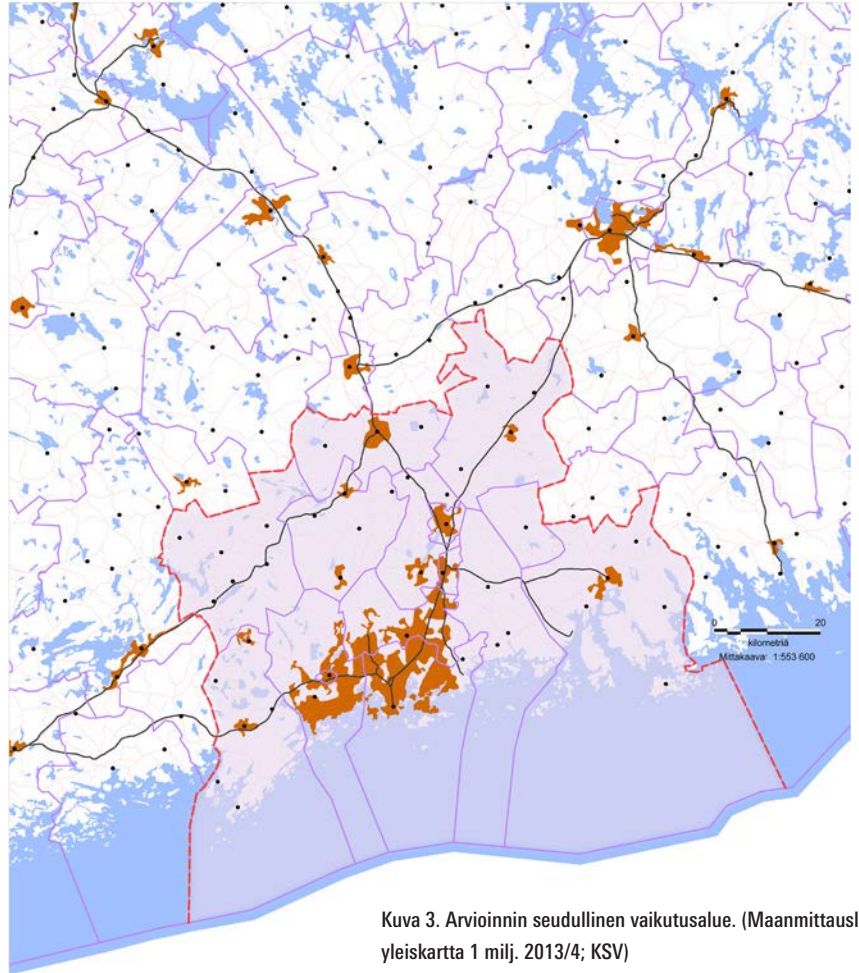 0 20
kilometriä
Mittakaava: 1:553 600
Kuva 3. Arvioinnin seudullinen vaikutusalue. (Maanmittausl
yleiskartta 1 milj. 2013/4; KSV)